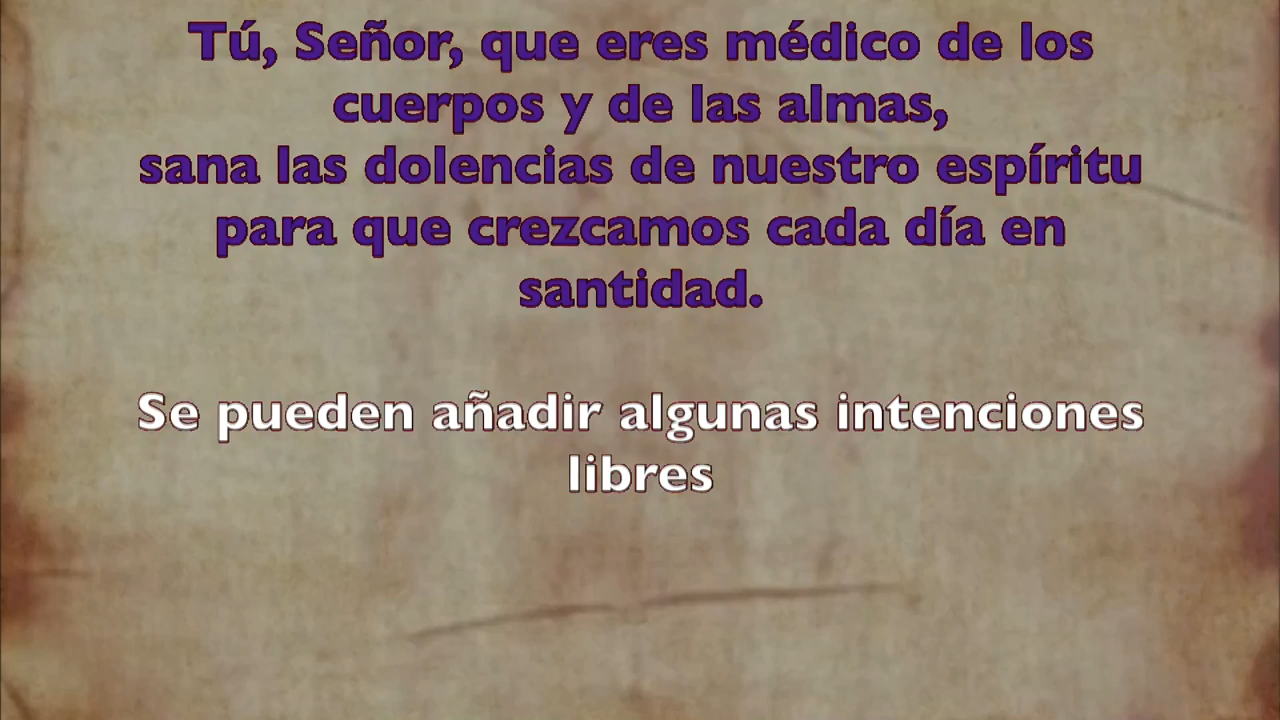 Tú, Señor, que eres médico de los
cuerpos y de las almas,
sana las dolencias de nuestro espíritu
para que crezcamos cada día en
santidad.
Se pueden añadir algunas intenciones
libres